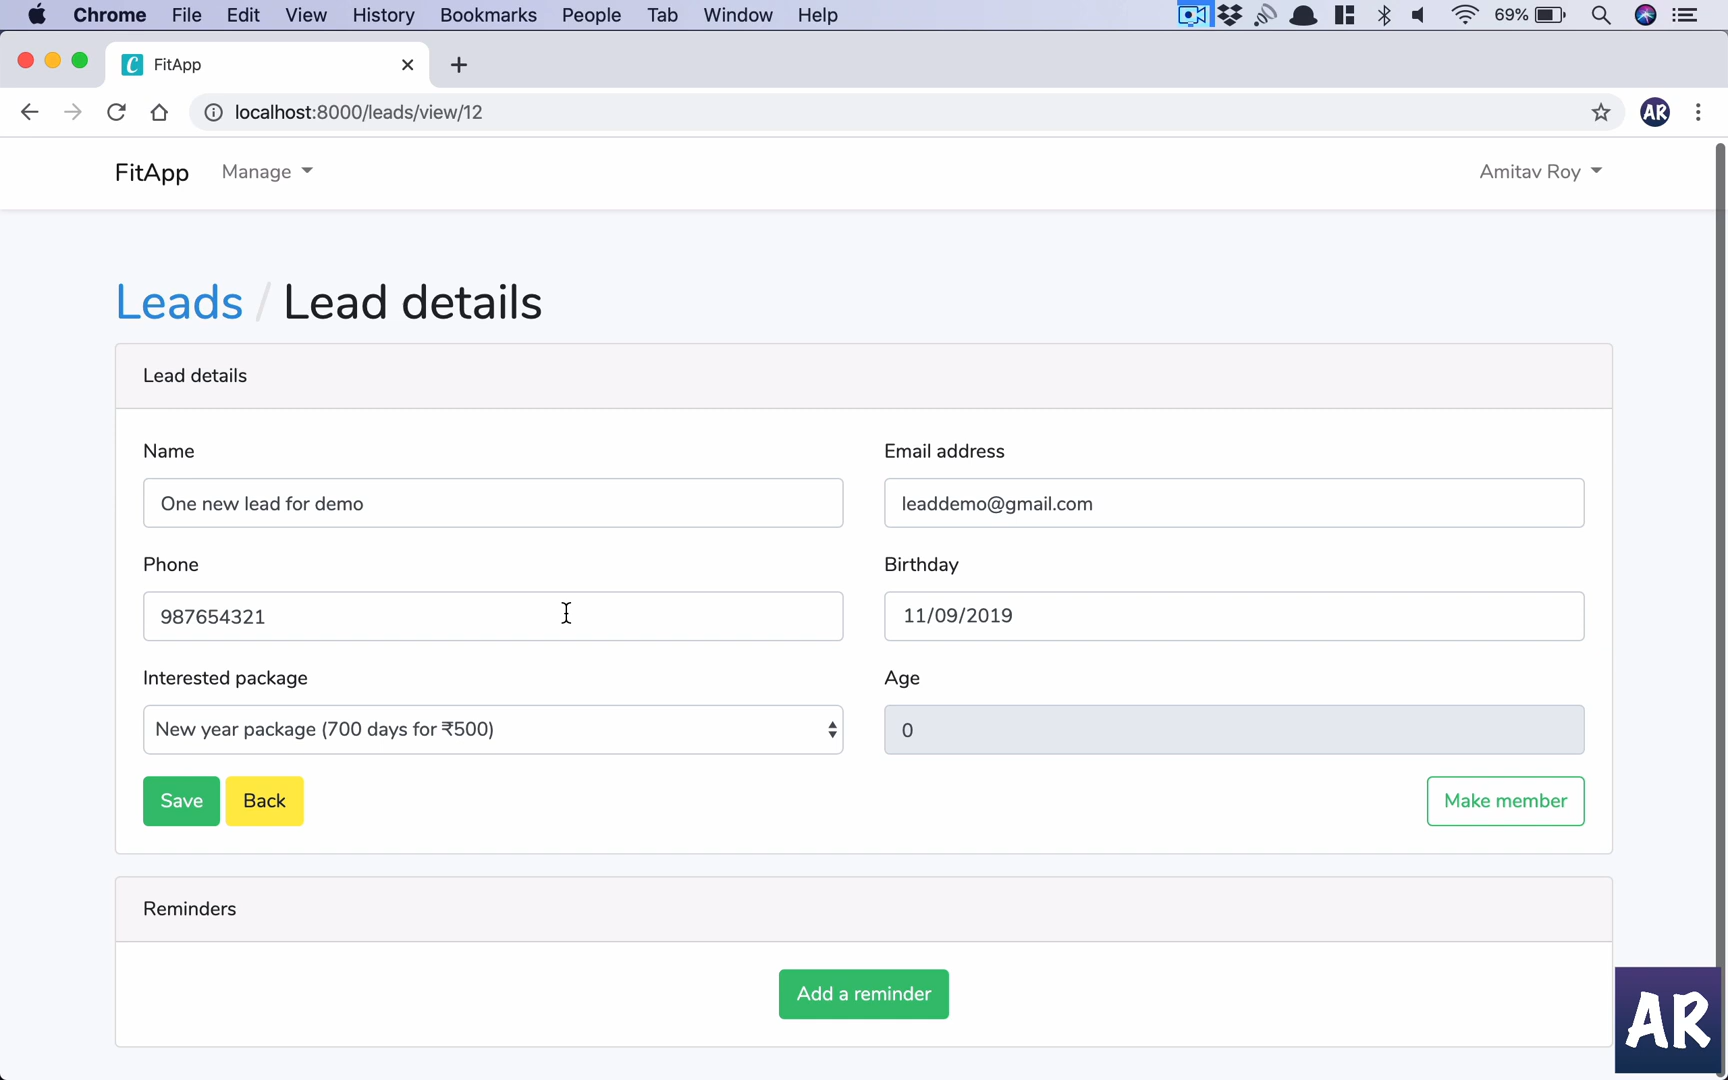 Chrome File Edit View History Bookmarks People Tab Window Help 69%
FitApp
localhost:8000/leads/view/12 AR
FitApp Manage Amitav Roy
Leads / Lead details
Lead details
Name Email address
One new lead for demo leaddemo@gmail.com
Phone Birthday
987654321 11/09/2019
Interested package Age
New year package (700 days for ₹500) 0
Save Back Make member
Reminders
Add a reminder
AR